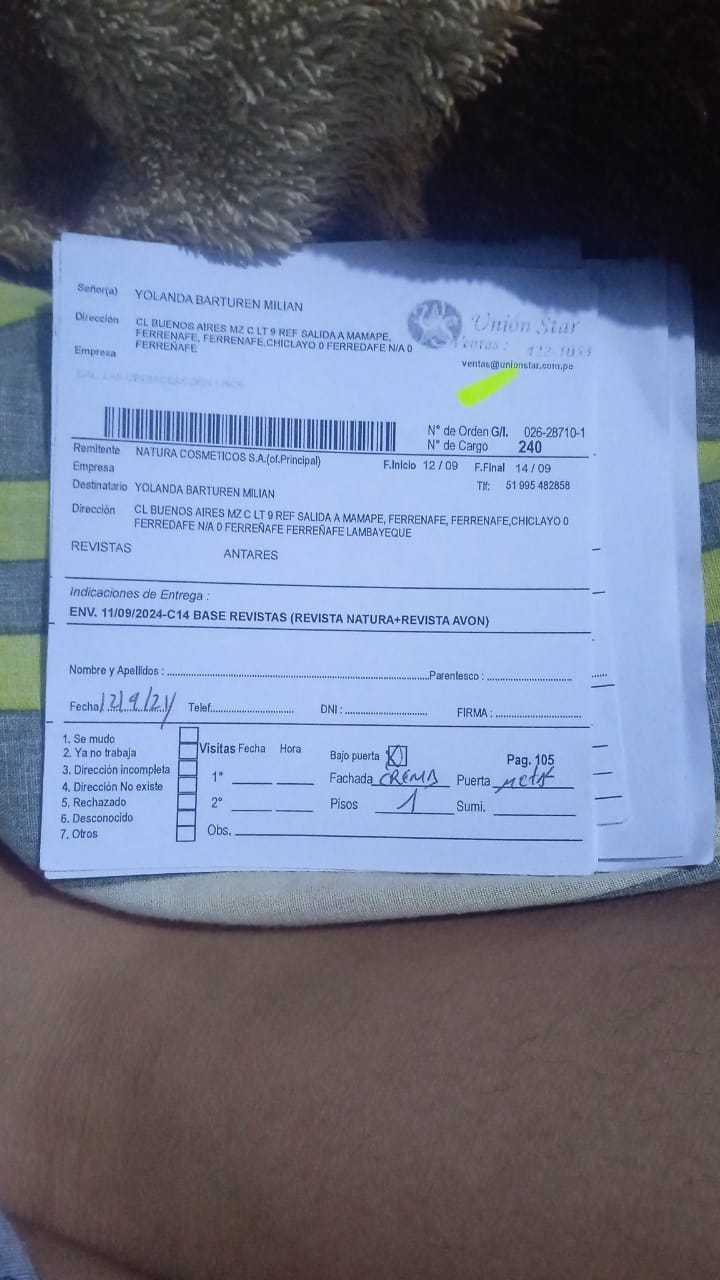 Señor(a) YOLANDA BARTUREN MILIAN
Dirección CL BUENOS AIRES MZ C LT 9 REF SALIDA A MAMAPE,
FERRENAFE, FERRENAFE,CHICLAYO 0 FERREDAFE N/A 0
FERREÑAFE
Empresa
Unión Star
Ventas : 422-1033
ventas@unionstar.com.pe
N° de Orden G/I. 026-28710-1
N° de Cargo 240
Remitente NATURA COSMETICOS S.A.(of.Principal)
Empresa
F.Inicio 12 / 09 F.Final 14 / 09
Destinatario YOLANDA BARTUREN MILIAN
Tlf: 51 995 482858
Dirección CL BUENOS AIRES MZ C LT 9 REF SALIDA A MAMAPE, FERRENAFE, FERRENAFE,CHICLAYO 0
FERREDAFE N/A 0 FERREÑAFE FERREÑAFE LAMBAYEQUE
REVISTAS ANTARES
Indicaciones de Entrega :
ENV. 11/09/2024-C14 BASE REVISTAS (REVISTA NATURA+REVISTA AVON)
Nombre y Apellidos : Parentesco :
Fecha 12/9/24 Telef. DNI : FIRMA :
1. Se mudo
2. Ya no trabaja
3. Dirección incompleta
4. Dirección No existe
5. Rechazado
6. Desconocido
7. Otros
Visitas Fecha Hora
1°
2°
Obs.
Bajo puerta X Pag. 105
Fachada CREMA Puerta
Pisos 1 Sumi.